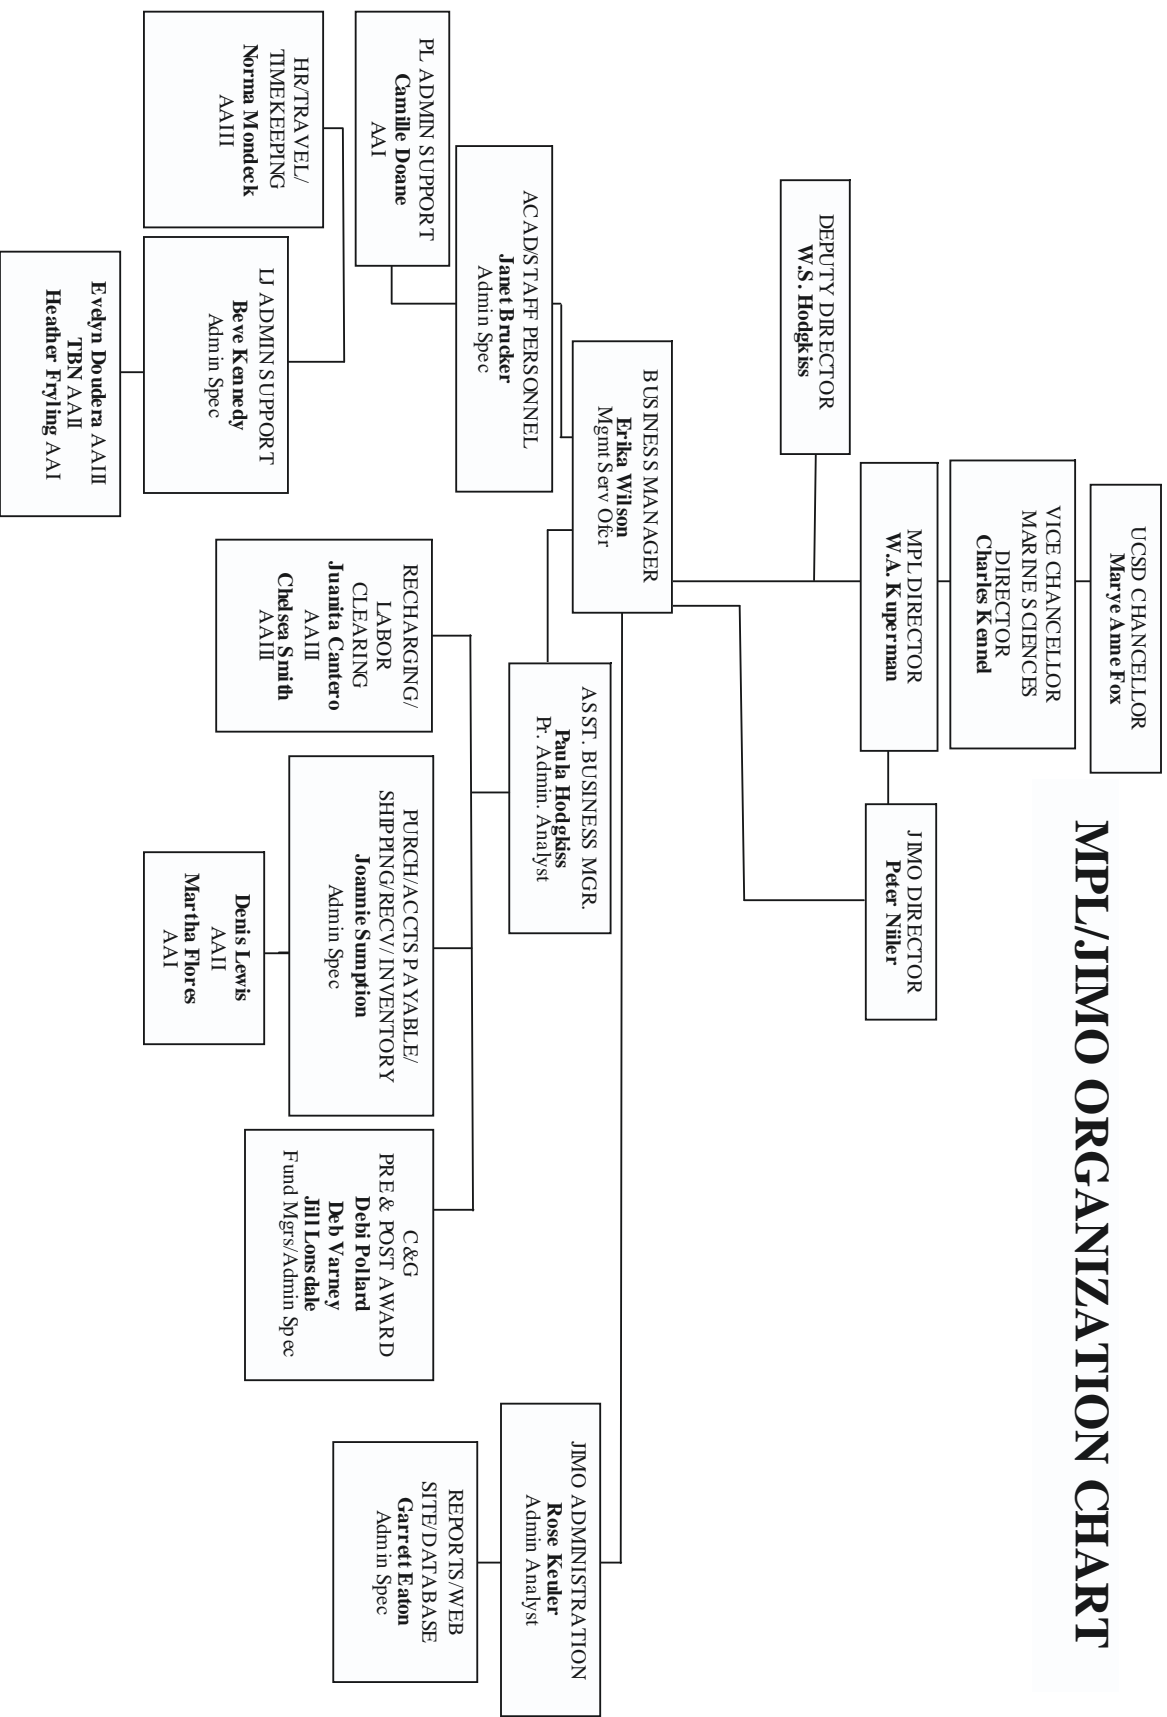 MPL/JIMO ORGANIZATION CHART
UCSD CHANCELLOR
Marye Anne Fox
VICE CHANCELLOR
MARINE SCIENCES
DIRECTOR
Charles Kennel
MPL DIRECTOR
W.A. Kuperman
JIMO DIRECTOR
Peter Niiler
DEPUTY DIRECTOR
W.S. Hodgkiss
BUSINESS MANAGER
Erika Wilson
Mgmt Serv Ofcr
ACAD/STAFF PERSONNEL
Janet Brucker
Admin Spec
ASST. BUSINESS MGR.
Paula Hodgkiss
Pr. Admin. Analyst
JIMO ADMINISTRATION
Rose Keuler
Admin Analyst
PL ADMIN SUPPORT
Camille Doane
AAI
HR/TRAVEL/
TIMEKEEPING
Norma Mondeck
AAIII
LJ ADMIN SUPPORT
Beve Kennedy
Admin Spec
Evelyn Doudera AAIII
TBN AAII
Heather Fryling AAI
RECHARGING/
LABOR
CLEARING
Juanita Cantero
AAIII
Chelsea Smith
AAIII
PURCH/ACCTS PAYABLE/
SHIPPING/RECV/INVENTORY
Joannie Sumption
Admin Spec
Denis Lewis
AAII
Martha Flores
AAI
C&G
PRE & POST AWARD
Debi Pollard
Deb Varney
Jill Lonsdale
Fund Mgrs/Admin Spec
REPORTS/WEB
SITE/DATABASE
Garrett Eaton
Admin Spec